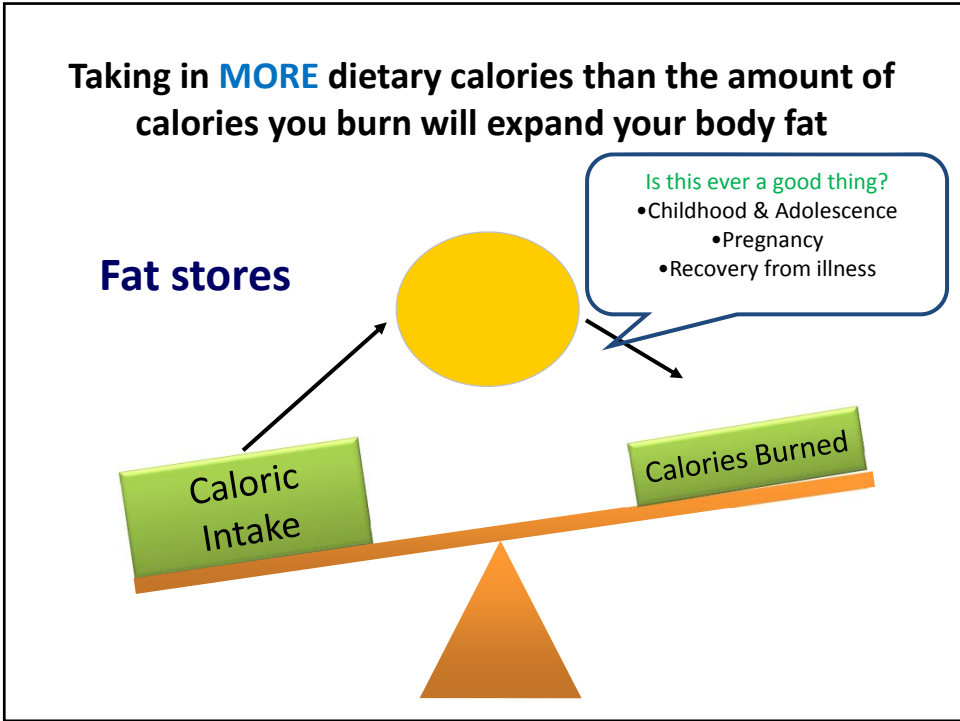 Taking in MORE dietary calories than the amount of
calories you burn will expand your body fat
Is this ever a good thing?
•Childhood & Adolescence
•Pregnancy
•Recovery from illness
Fat stores
Caloric
Intake
Calories Burned